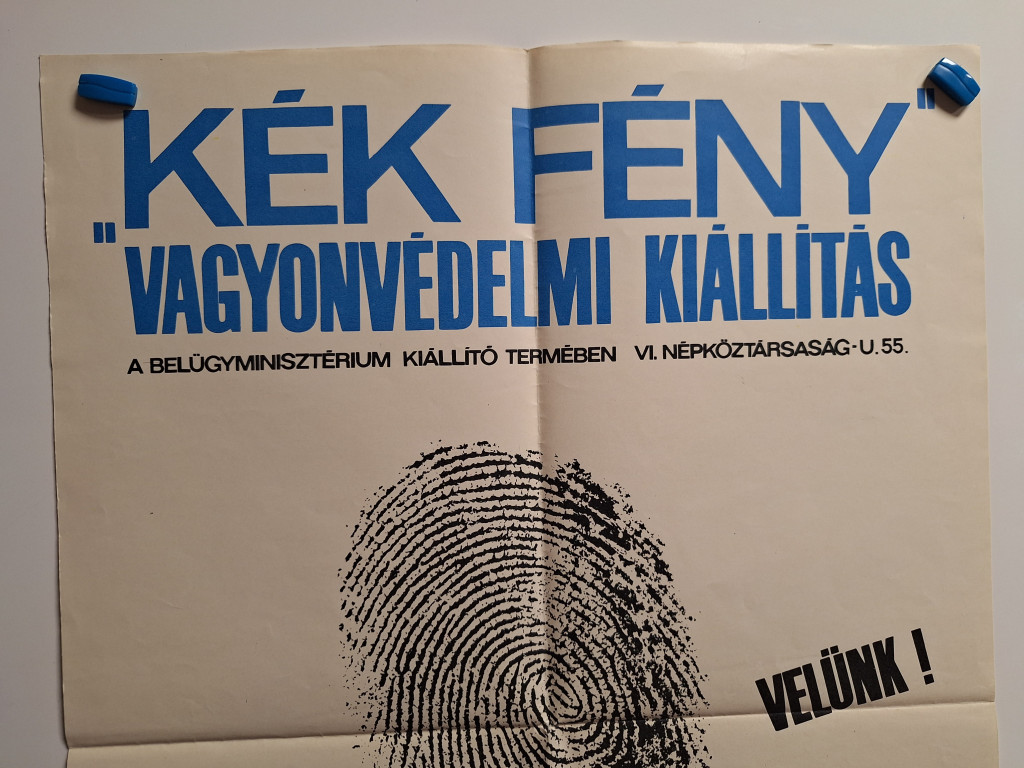 „KÉK FÉNY"
VAGYONVÉDELMI KIÁLLÍTÁS
A BELÜGYMINISZTÉRIUM KIÁLLÍTÓ TERMÉBEN VI. NÉPKÖZTÁRSASÁG-U. 55.
VELÜNK!